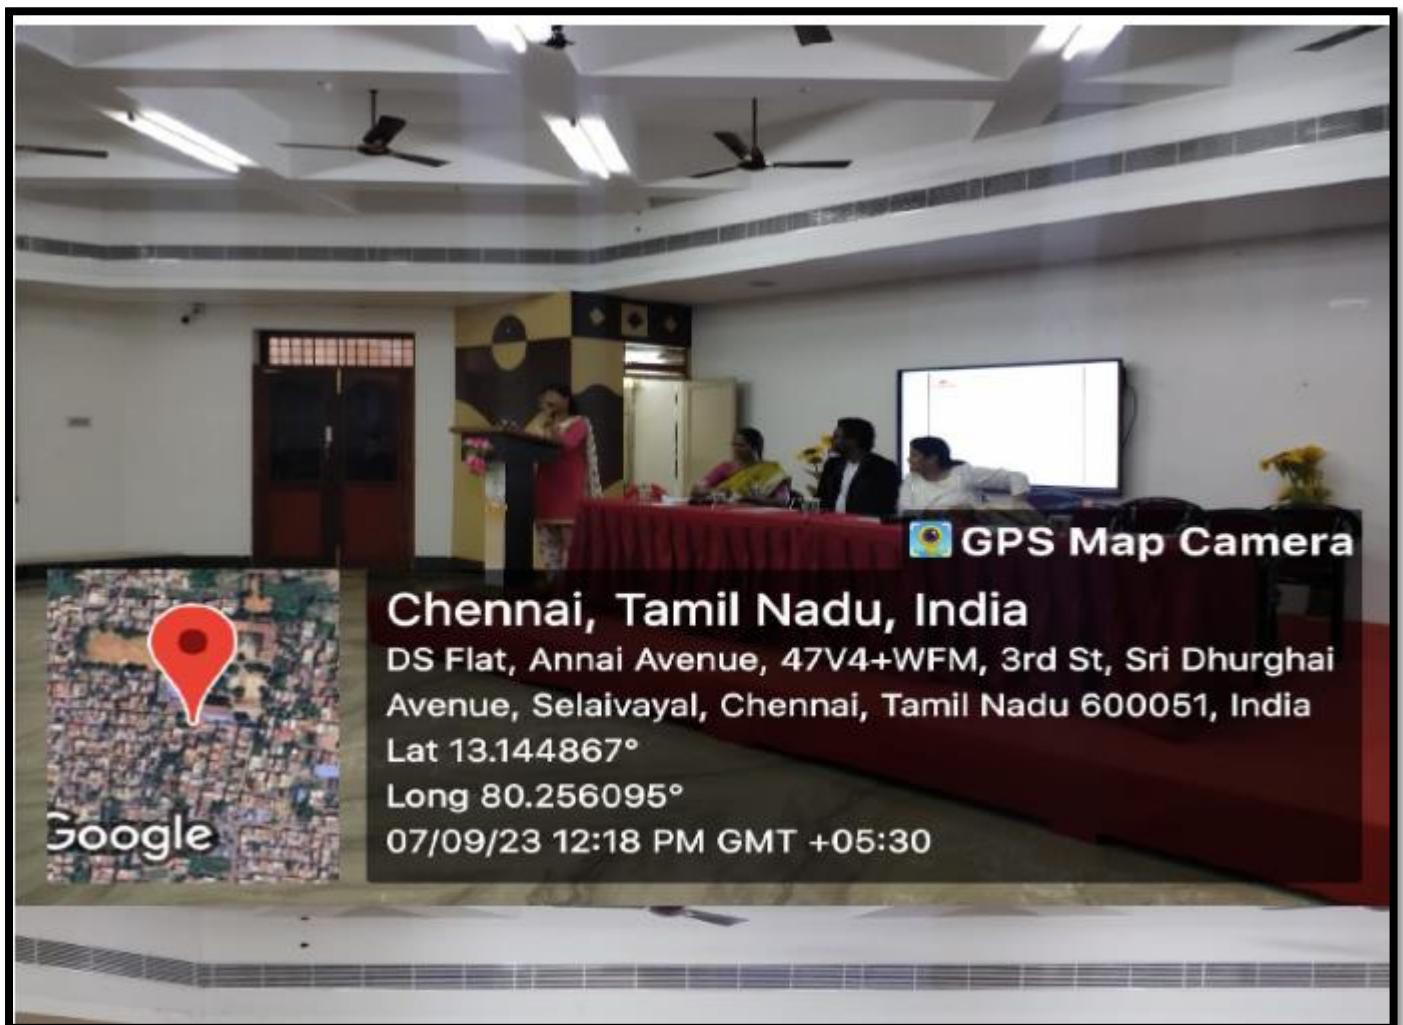 GPS Map Camera
Chennai, Tamil Nadu, India
DS Flat, Annai Avenue, 47V4+WFM, 3rd St, Sri Dhurghai
Avenue, Selaivayal, Chennai, Tamil Nadu 600051, India
Lat 13.144867°
Long 80.256095°
07/09/23 12:18 PM GMT +05:30
Google